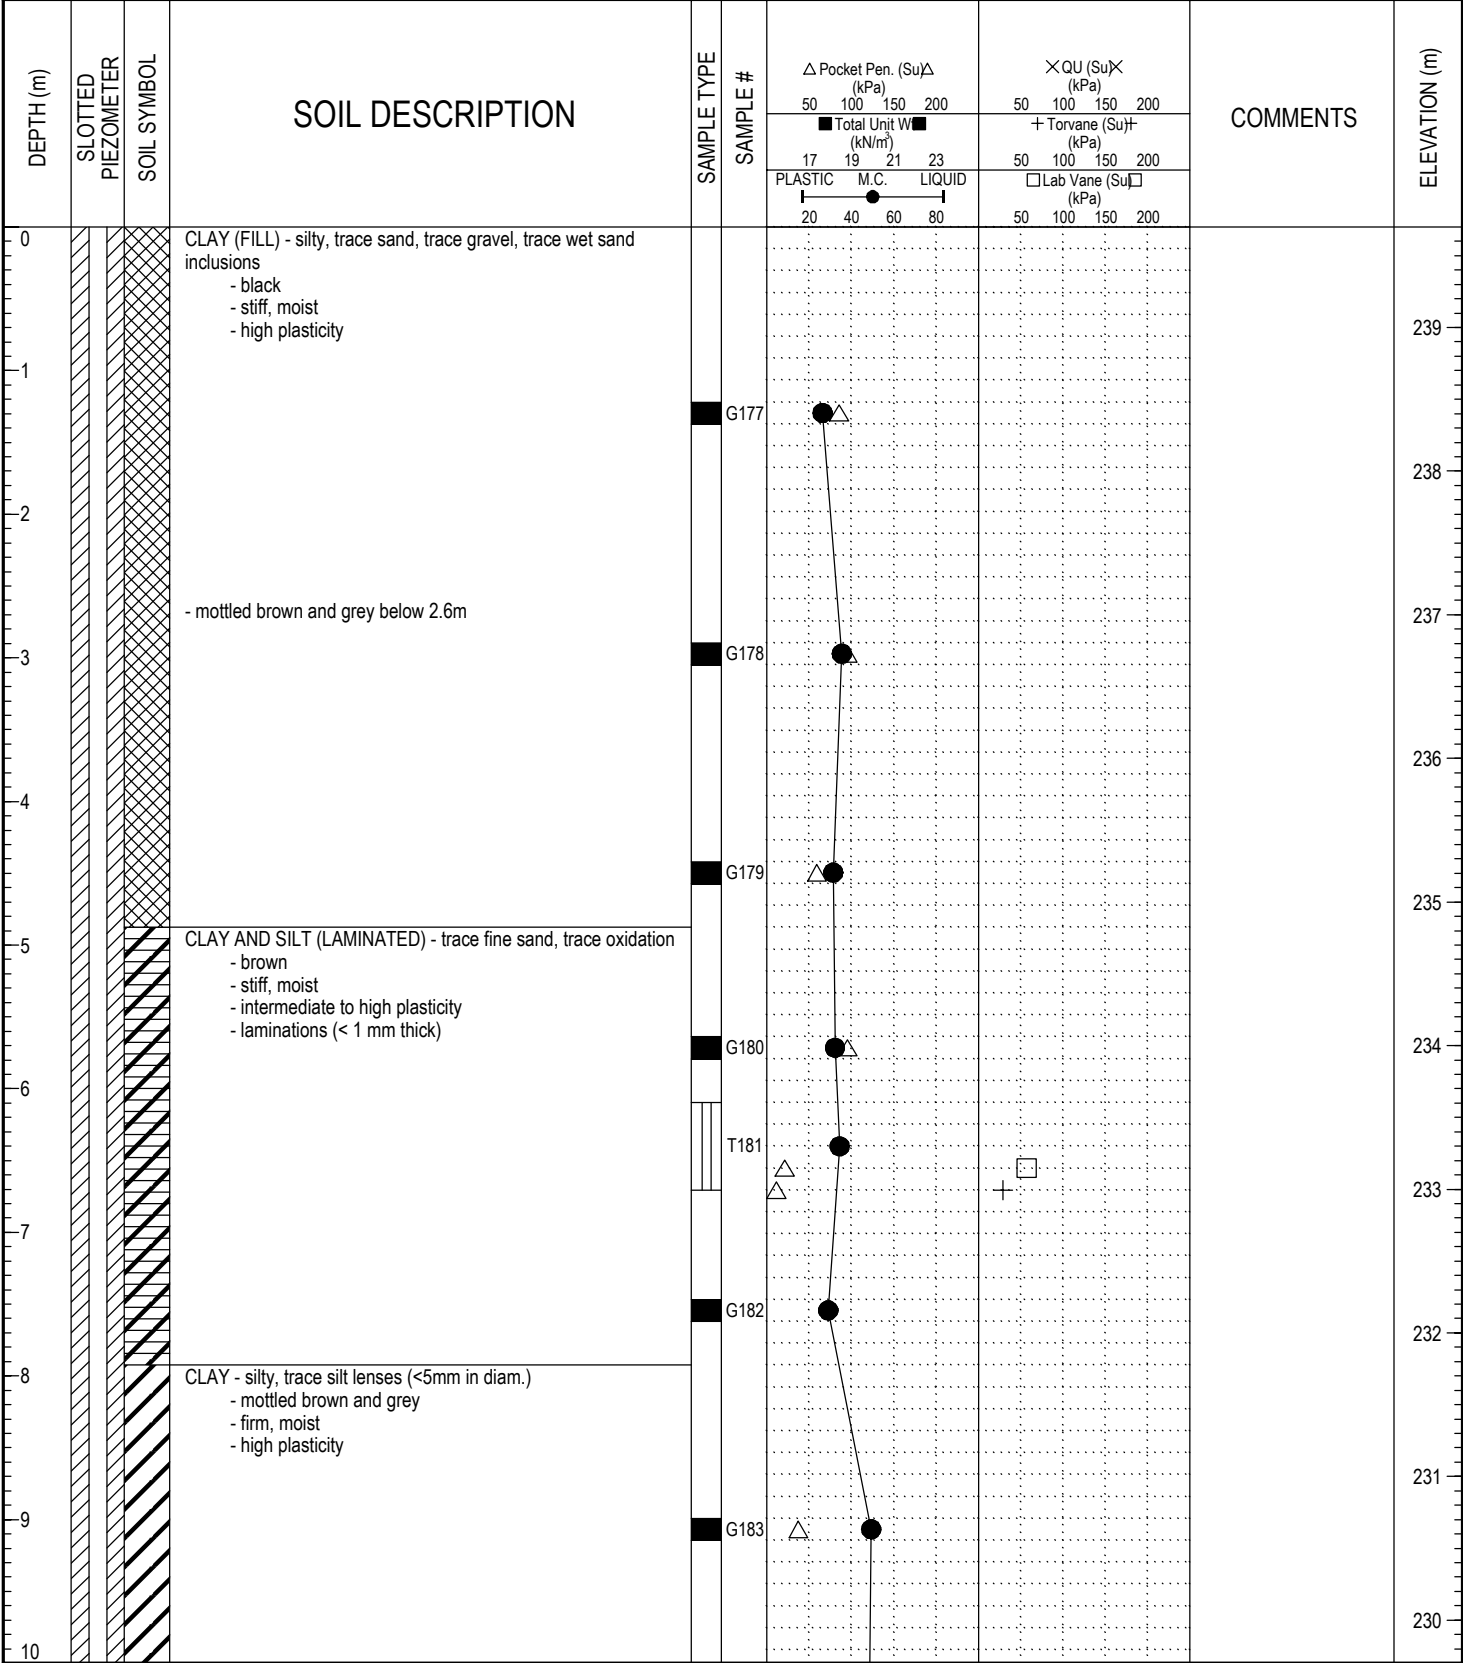 DEPTH (m)
SLOTTED
PIEZOMETER
SOIL SYMBOL
SOIL DESCRIPTION
SAMPLE TYPE
SAMPLE #
Pocket Pen. (Su)
(kPa)
50 100 150 200
Total Unit Wt
(kN/m³)
17 19 21 23
PLASTIC M.C. LIQUID
20 40 60 80
QU (Su)
(kPa)
50 100 150 200
Torvane (Su)
(kPa)
50 100 150 200
Lab Vane (Su)
(kPa)
50 100 150 200
COMMENTS
ELEVATION (m)
0
CLAY (FILL) - silty, trace sand, trace gravel, trace wet sand
inclusions
- black
- stiff, moist
- high plasticity
239
1
G177
238
2
- mottled brown and grey below 2.6m
237
3
G178
236
4
G179
235
5
CLAY AND SILT (LAMINATED) - trace fine sand, trace oxidation
- brown
- stiff, moist
- intermediate to high plasticity
- laminations (< 1 mm thick)
G180
234
6
T181
233
7
G182
232
8
CLAY - silty, trace silt lenses (<5mm in diam.)
- mottled brown and grey
- firm, moist
- high plasticity
231
9
G183
230
10